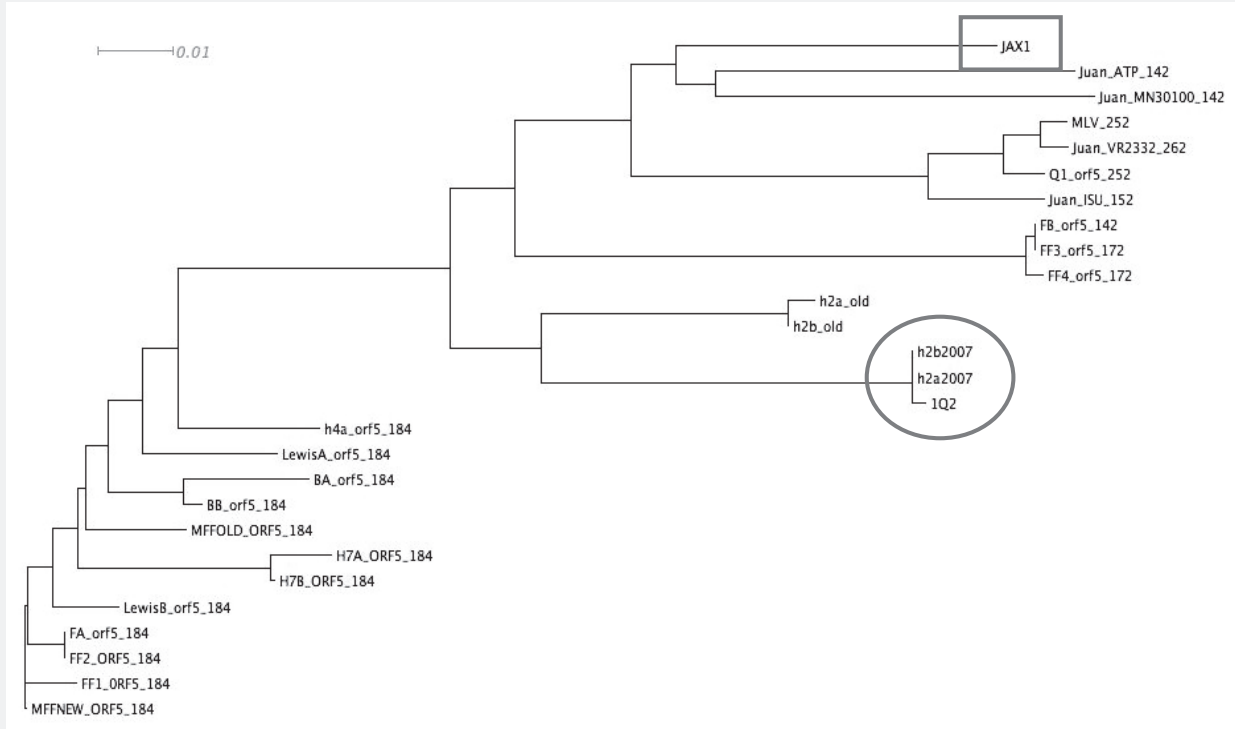 0.01
JAX1
Juan_ATP_142
Juan_MN30100_142
MLV_252
Juan_VR2332_262
Q1_orf5_252
Juan_ISU_152
FB_orf5_142
FF3_orf5_172
FF4_orf5_172
h2a_old
h2b_old
h2b2007
h2a2007
1Q2
h4a_orf5_184
LewisA_orf5_184
BA_orf5_184
BB_orf5_184
MFFOLD_ORF5_184
H7A_ORF5_184
H7B_ORF5_184
LewisB_orf5_184
FA_orf5_184
FF2_ORF5_184
FF1_ORF5_184
MFFNEW_ORF5_184